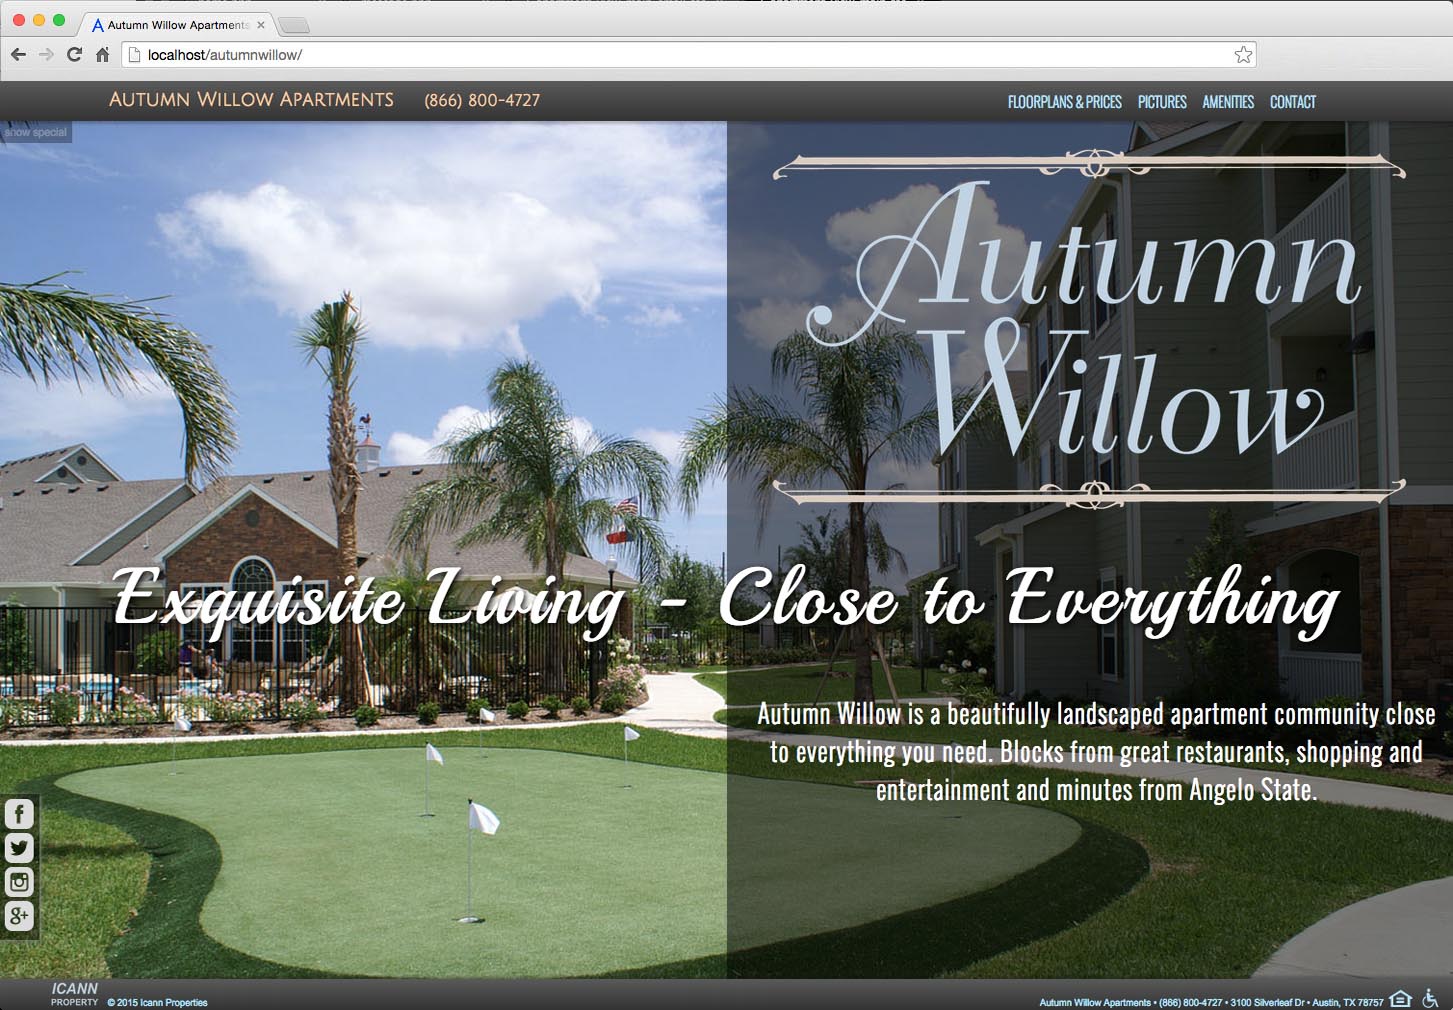 Autumn Willow Apartments
localhost/autumnwillow/
AUTUMN WILLOW APARTMENTS (866) 800-4727
FLOORPLANS & PRICES PICTURES AMENITIES CONTACT
show special
Autumn
Willow
Exquisite Living - Close to Everything
Autumn Willow is a beautifully landscaped apartment community close
to everything you need. Blocks from great restaurants, shopping and
entertainment and minutes from Angelo State.
ICANN
PROPERTY © 2015 Icann Properties
Autumn Willow Apartments • (866) 800-4727 • 3100 Silverleaf Dr • Austin, TX 78757